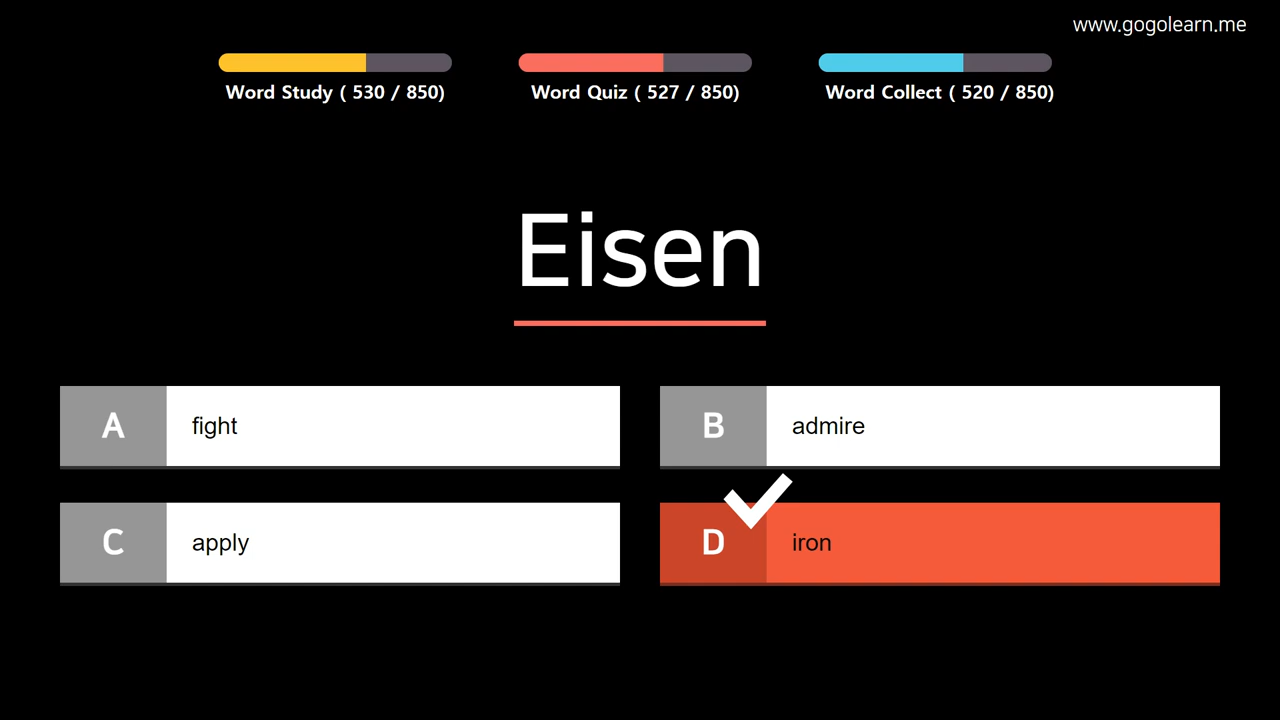 www.gogolearn.me
Word Study ( 530 / 850)
Word Quiz ( 527 / 850)
Word Collect ( 520 / 850)
Eisen
A fight
B admire
C apply
D iron